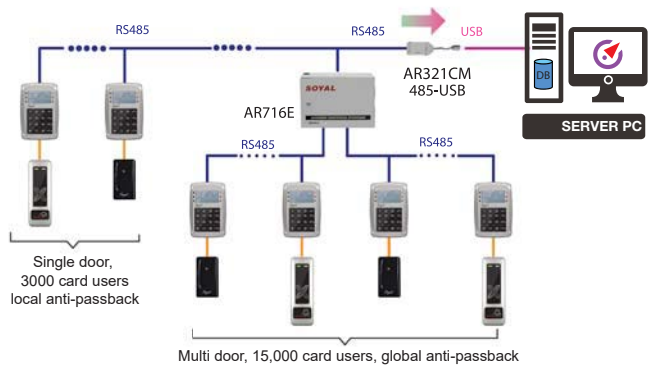 RS485
RS485
USB
AR321CM
485-USB
DB
SERVER PC
SOYAL
AR716E
RS485
RS485
Single door,
3000 card users
local anti-passback
Multi door, 15,000 card users, global anti-passback